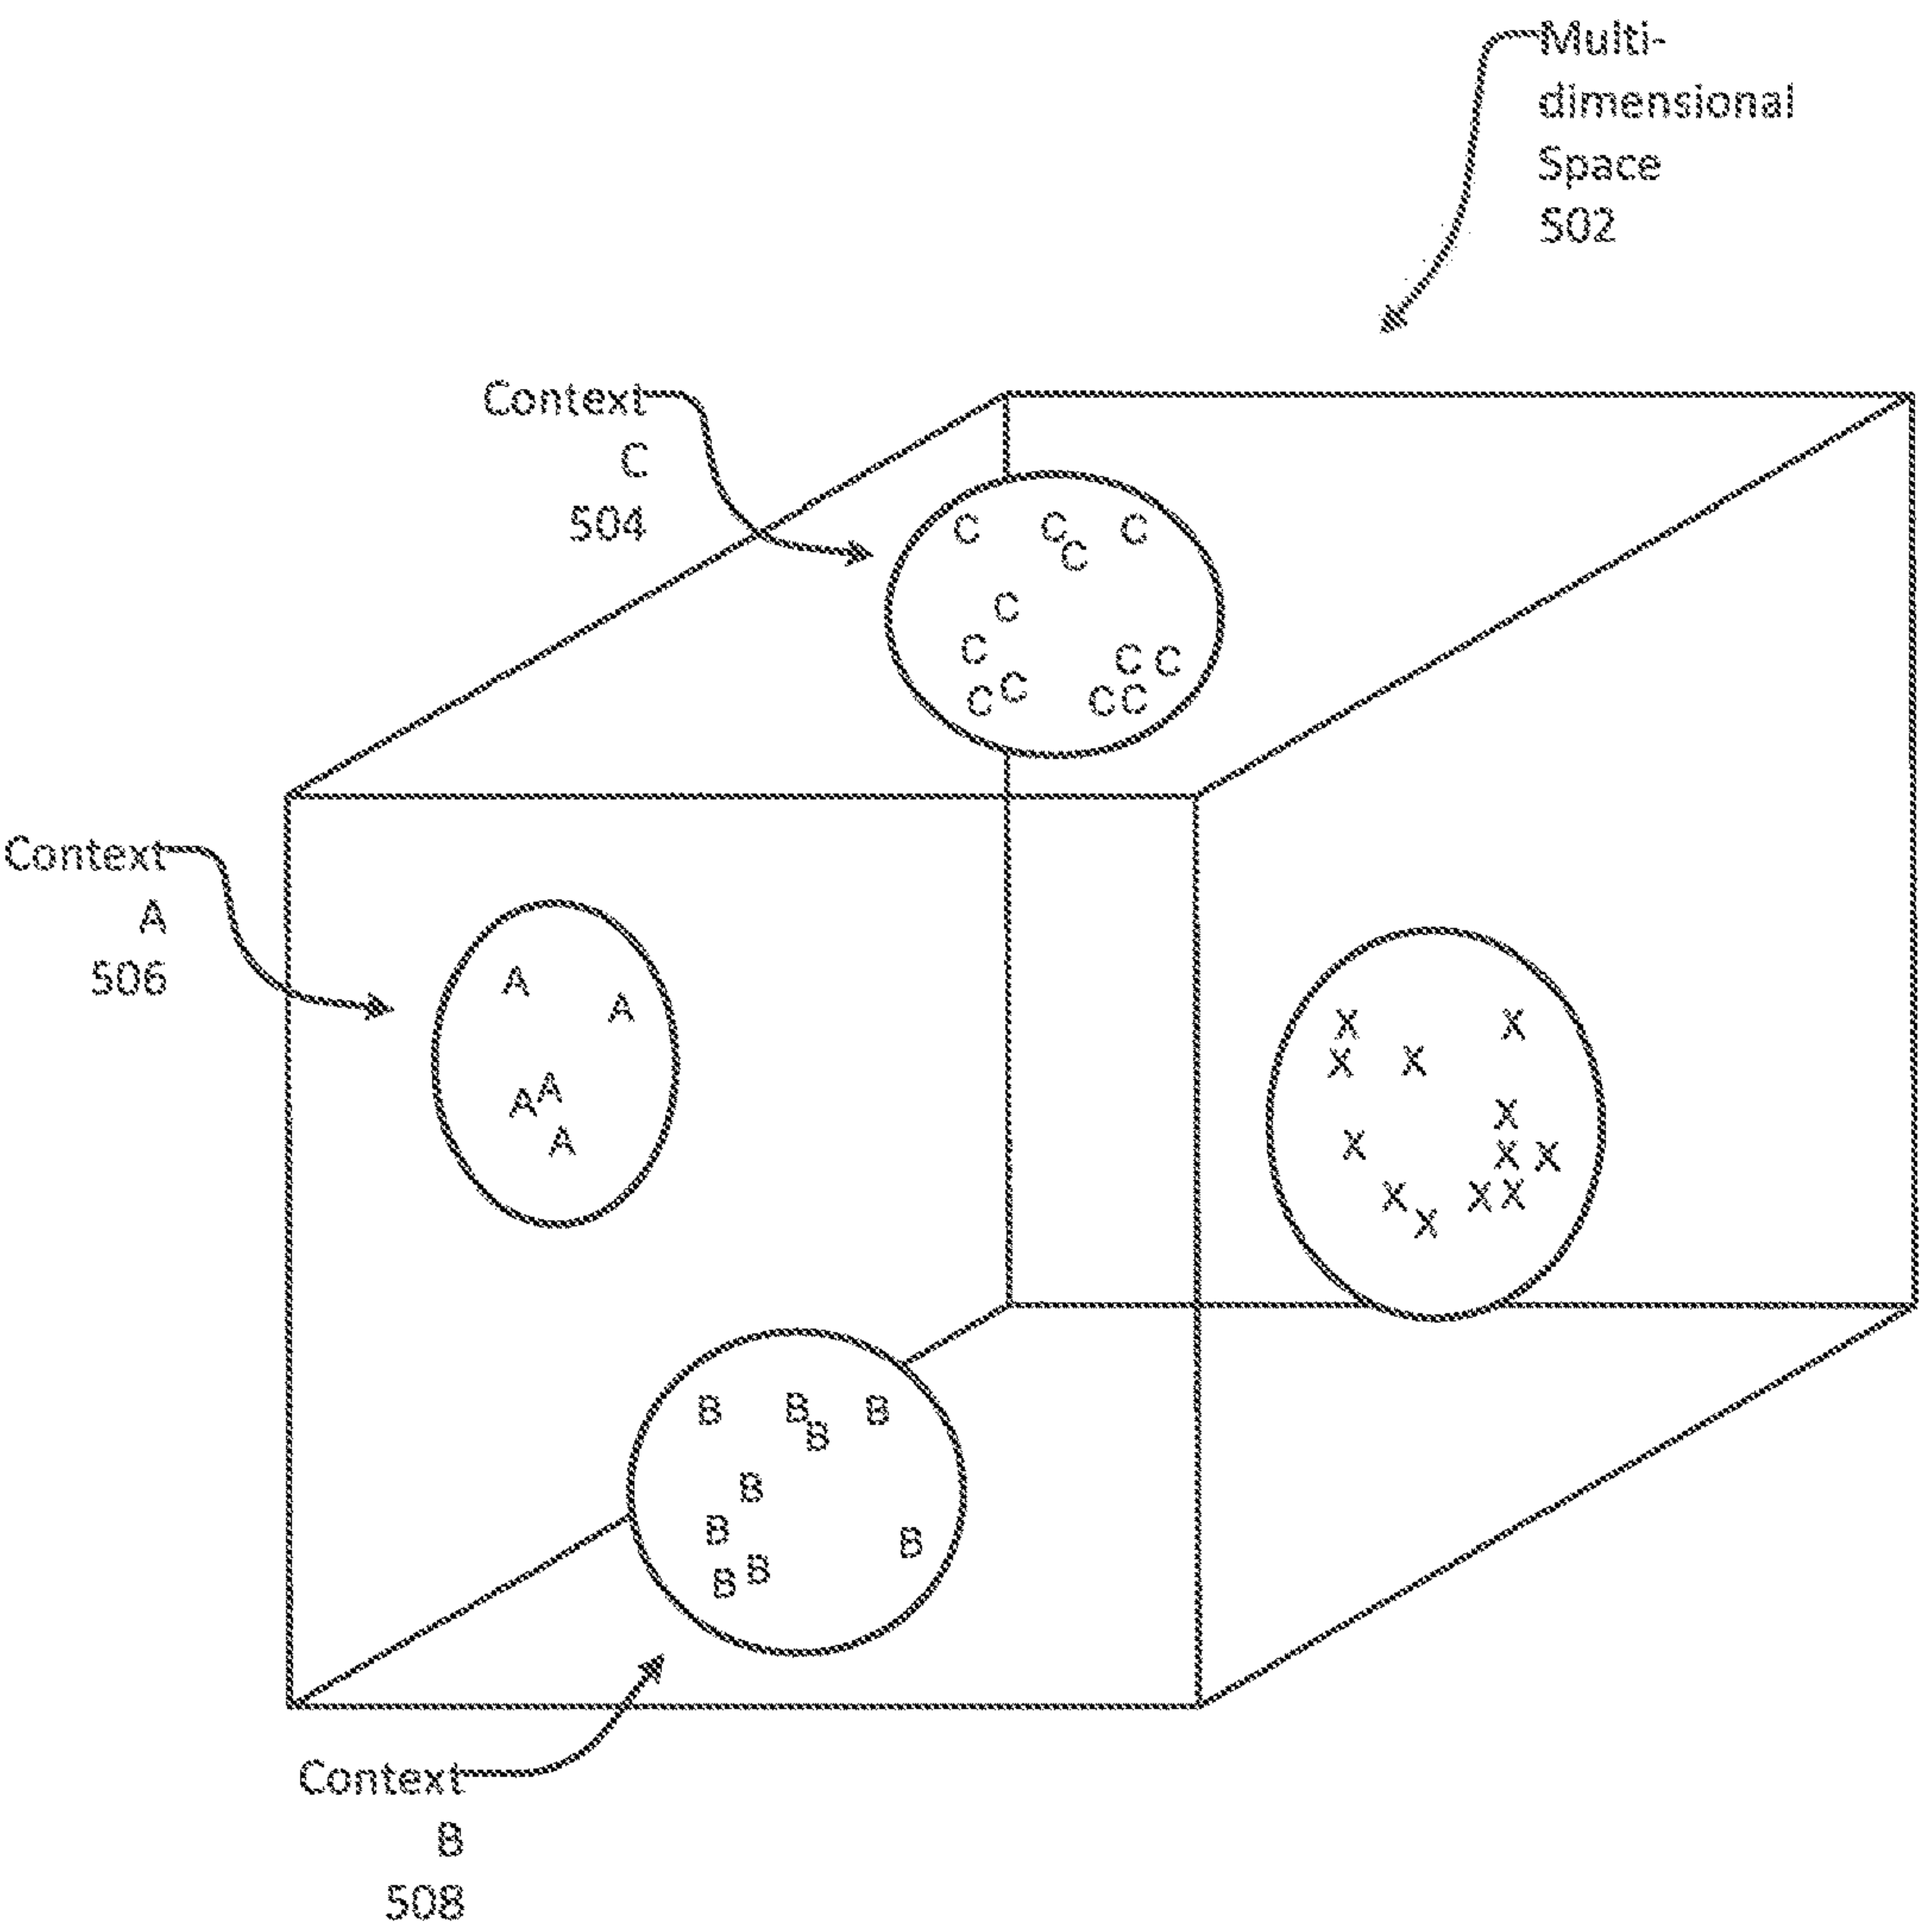 Multi-
dimensional
Space
502
Context
C
504
C C C
C
C
C
C C
C C
C C
Context
A
506
A
A
A A
A
X X
X X
X
X
X X
X X X
X
B B B
B
B
B
B
B B
Context
B
508